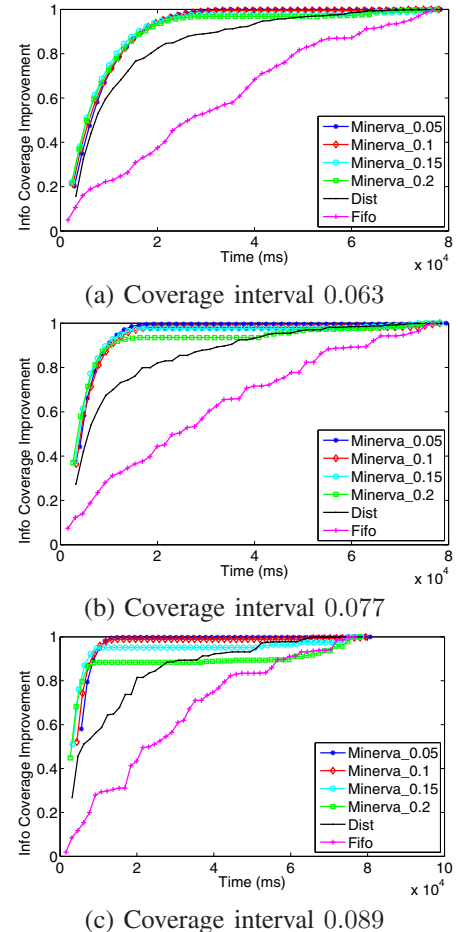 Info Coverage Improvement
1
0.8
0.6
0.4
0.2
0
Minerva_0.05
Minerva_0.1
Minerva_0.15
Minerva_0.2
Dist
Fifo
0 2 4 6 8
Time (ms)
x 10^4
(a) Coverage interval 0.063
Info Coverage Improvement
1
0.8
0.6
0.4
0.2
0
Minerva_0.05
Minerva_0.1
Minerva_0.15
Minerva_0.2
Dist
Fifo
0 2 4 6 8
Time (ms)
x 10^4
(b) Coverage interval 0.077
Info Coverage Improvement
1
0.8
0.6
0.4
0.2
0
Minerva_0.05
Minerva_0.1
Minerva_0.15
Minerva_0.2
Dist
Fifo
0 2 4 6 8 10
Time (ms)
x 10^4
(c) Coverage interval 0.089